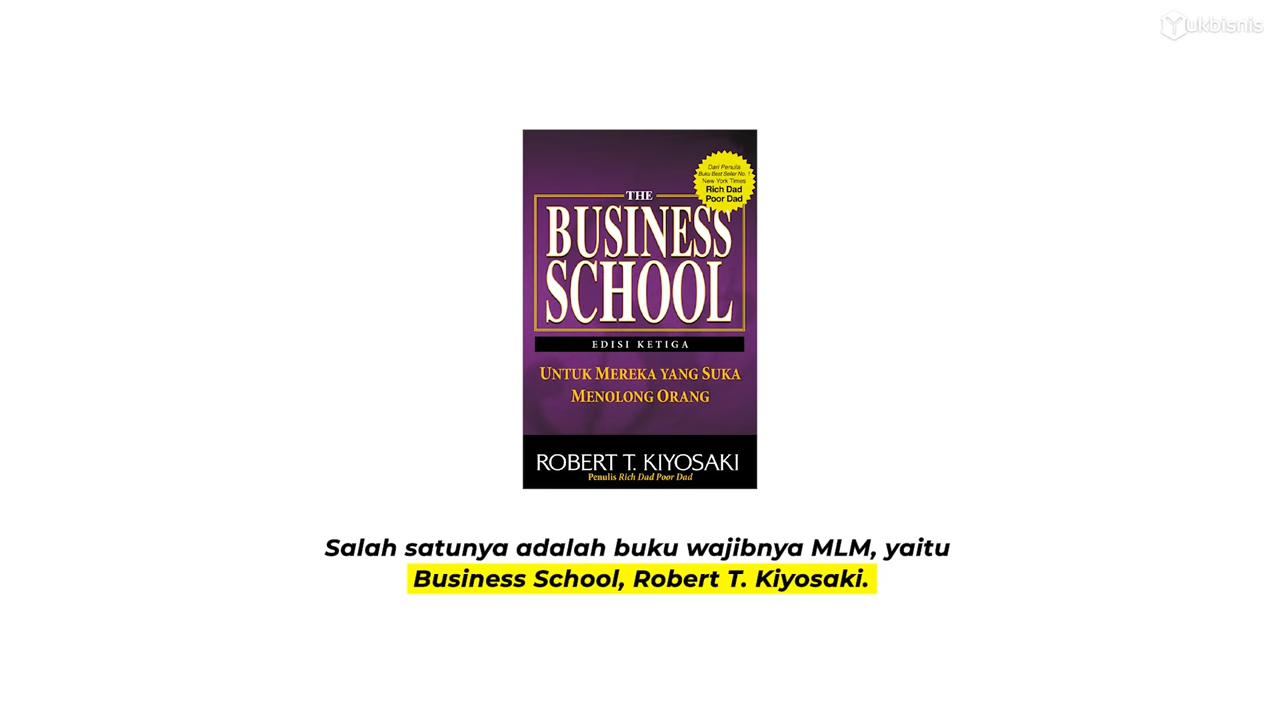 Yukbisnis
Dari Penulis
Buku Best Seller No. 1
New York Times
Rich Dad
Poor Dad
THE
BUSINESS
SCHOOL
EDISI KETIGA
UNTUK MEREKA YANG SUKA
MENOLONG ORANG
ROBERT T. KIYOSAKI
Penulis Rich Dad Poor Dad
Salah satunya adalah buku wajibnya MLM, yaitu
Business School, Robert T. Kiyosaki.